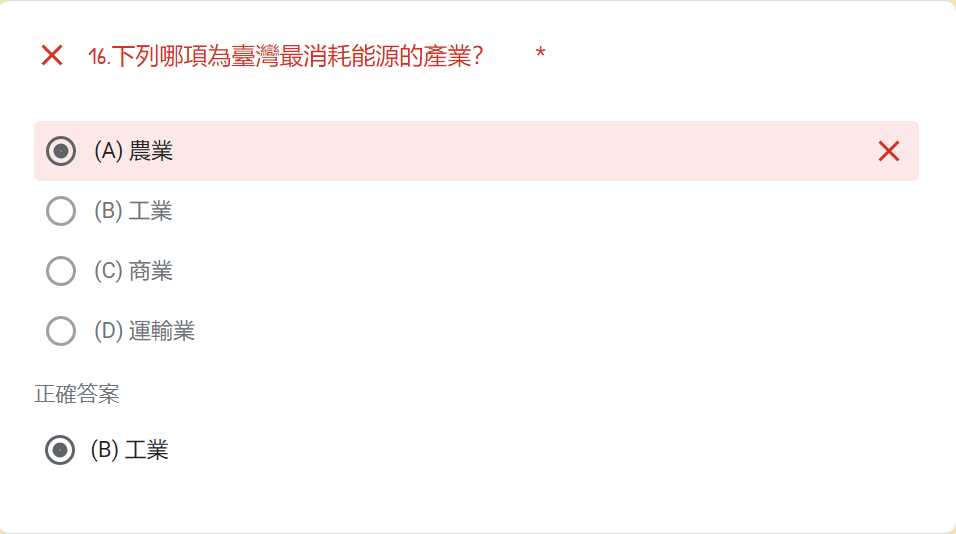 16.下列哪項為臺灣最消耗能源的產業? *
(A) 農業
(B) 工業
(C) 商業
(D) 運輸業
正確答案
(B) 工業